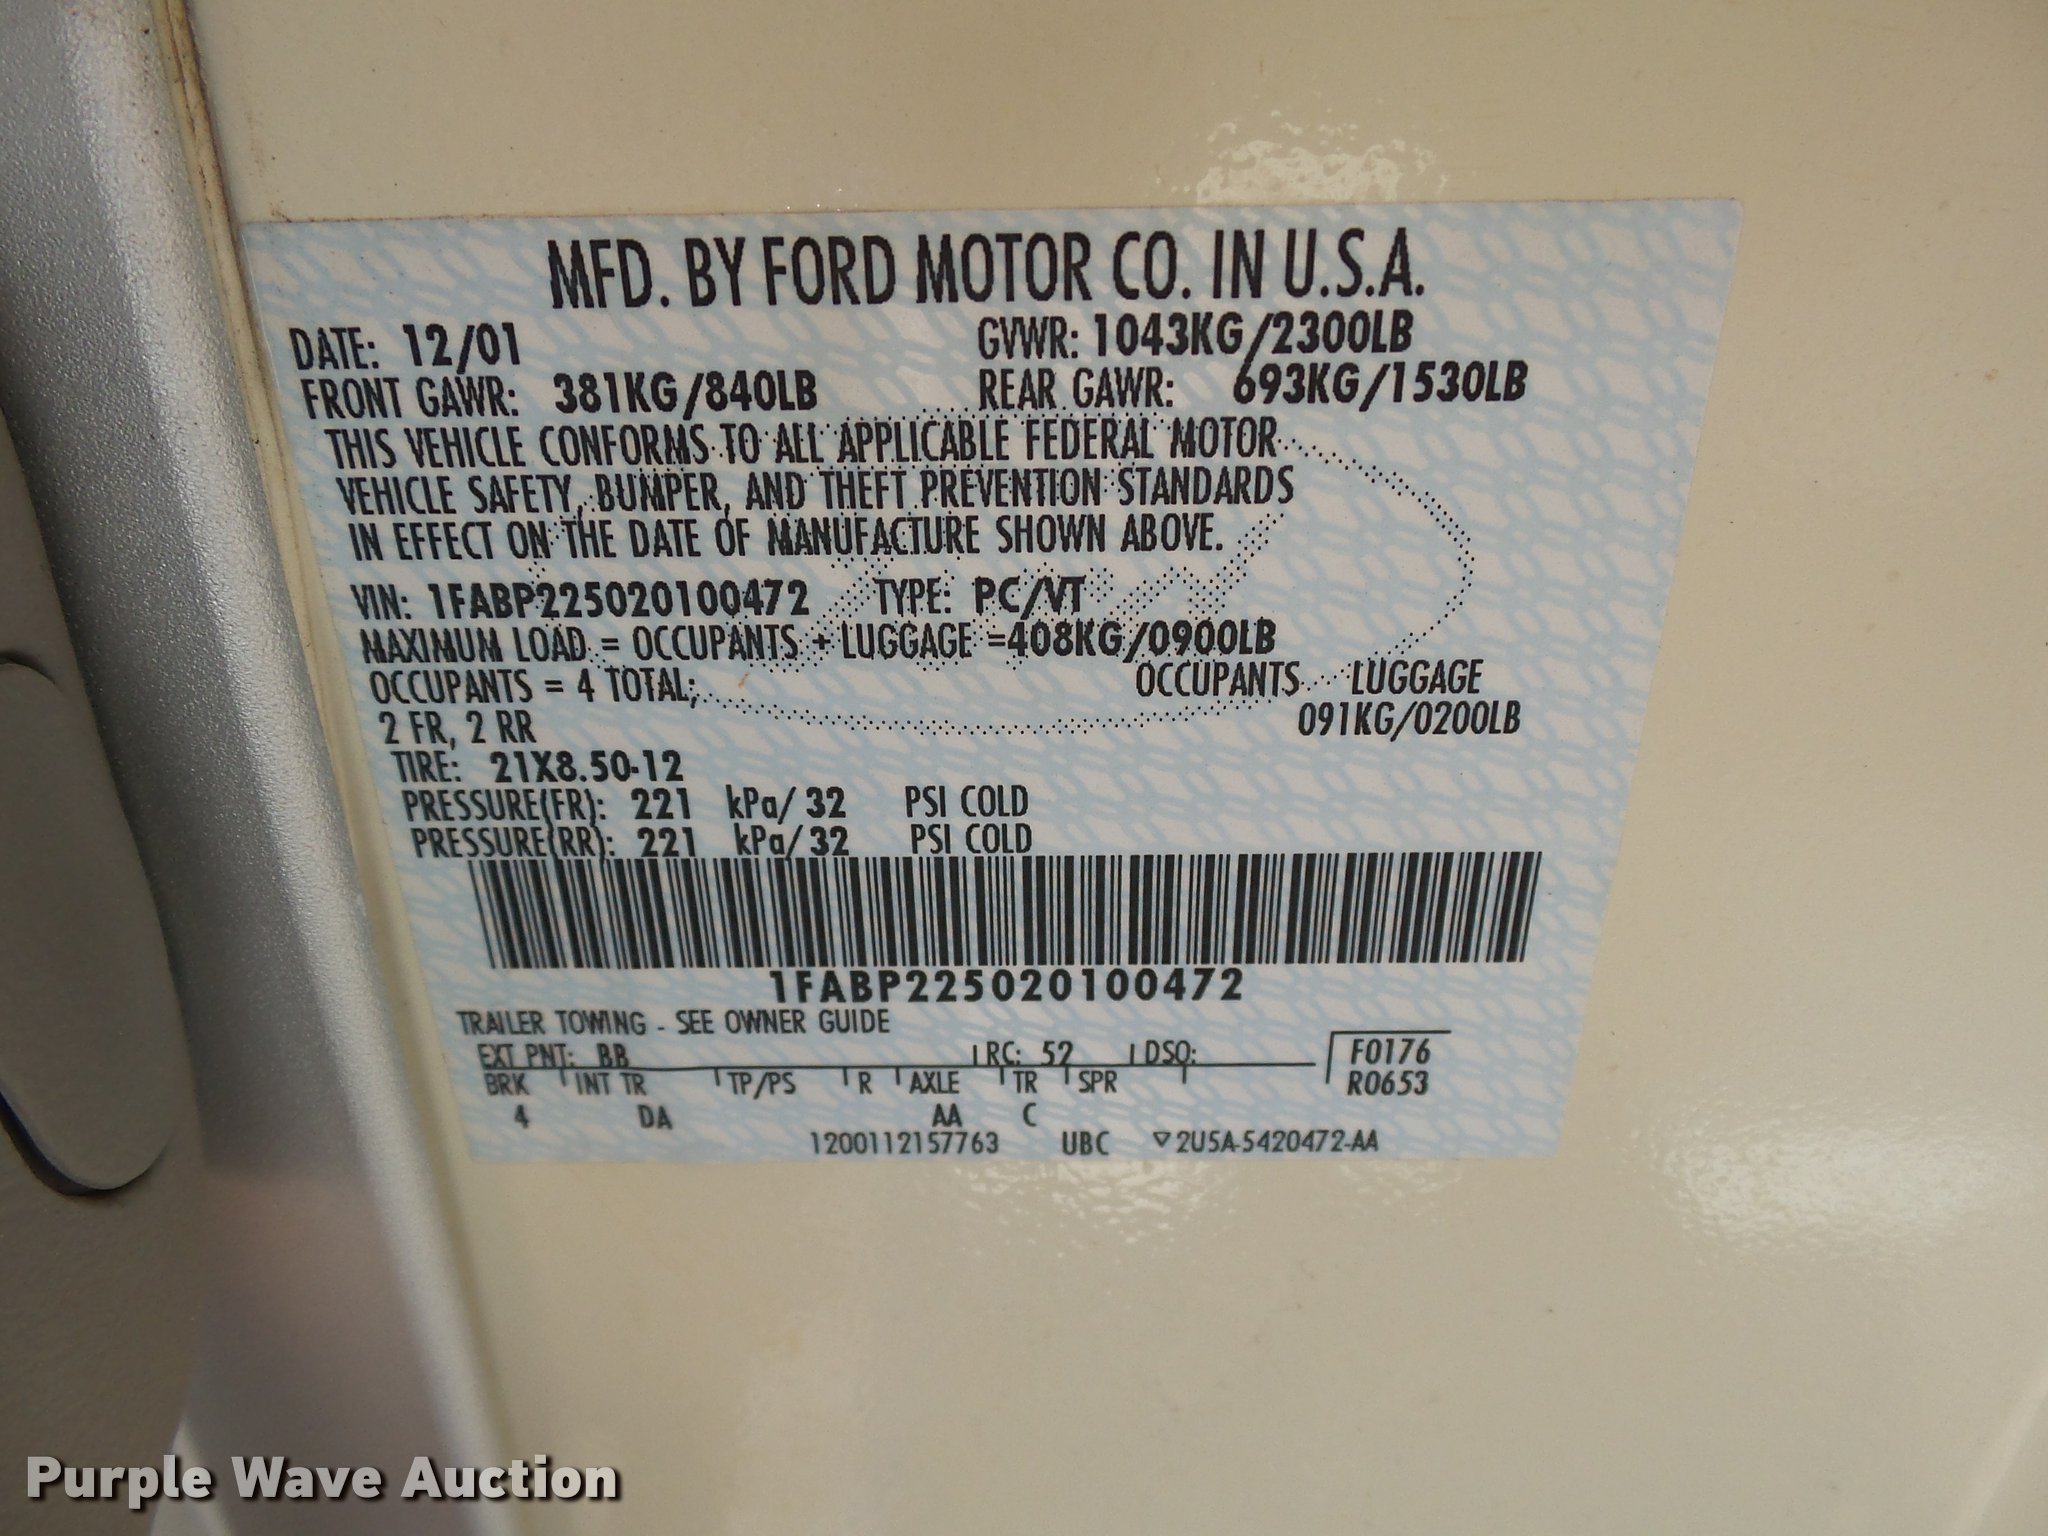 MFD. BY FORD MOTOR CO. IN U.S.A.
DATE: 12/01 GVWR: 1043KG/2300LB
FRONT GAWR: 381KG/840LB REAR GAWR: 693KG/1530LB
THIS VEHICLE CONFORMS TO ALL APPLICABLE FEDERAL MOTOR
VEHICLE SAFETY, BUMPER, AND THEFT PREVENTION STANDARDS
IN EFFECT ON THE DATE OF MANUFACTURE SHOWN ABOVE.
VIN: 1FABP225020100472 TYPE: PC/VT
MAXIMUM LOAD = OCCUPANTS + LUGGAGE =408KG/0900LB
OCCUPANTS = 4 TOTAL; OCCUPANTS LUGGAGE
2 FR, 2 RR 091KG/0200LB
TIRE: 21X8.50-12
PRESSURE(FR): 221 kPa/ 32 PSI COLD
PRESSURE(RR): 221 kPa/ 32 PSI COLD
1FABP225020100472
TRAILER TOWING - SEE OWNER GUIDE
EXT PNT: BB RC: 52 DSO: F0176
BRK INT TR TP/PS R AXLE TR SPR R0653
4 DA AA C
1200112157763 UBC ▽2U5A-5420472-AA
Purple Wave Auction